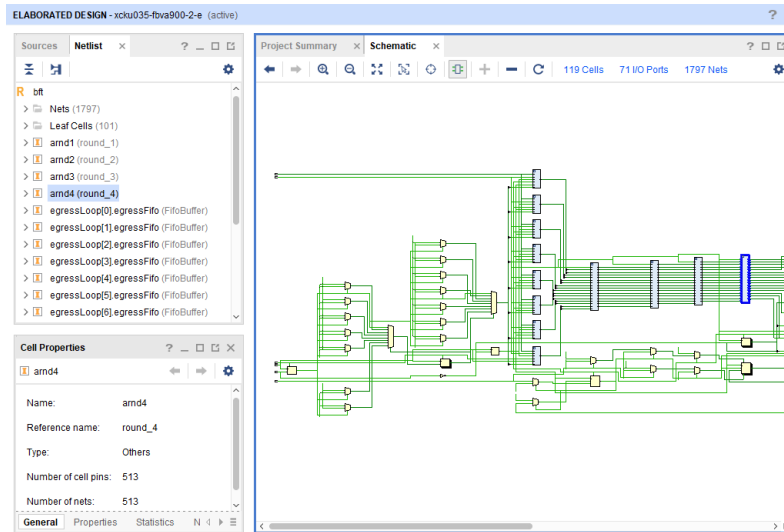 ELABORATED DESIGN - xcku035-fbva900-2-e (active) ?
Sources Netlist × ? _
bft
Nets (1797)
Leaf Cells (101)
arnd1 (round_1)
arnd2 (round_2)
arnd3 (round_3)
arnd4 (round_4)
egressLoop[0].egressFifo (FifoBuffer)
egressLoop[1].egressFifo (FifoBuffer)
egressLoop[2].egressFifo (FifoBuffer)
egressLoop[3].egressFifo (FifoBuffer)
egressLoop[4].egressFifo (FifoBuffer)
egressLoop[5].egressFifo (FifoBuffer)
egressLoop[6].egressFifo (FifoBuffer)
Cell Properties ? _ ×
arnd4
Name: arnd4
Reference name: round_4
Type: Others
Number of cell pins: 513
Number of nets: 513
General Properties Statistics N
Project Summary × Schematic × ?
119 Cells 71 I/O Ports 1797 Nets